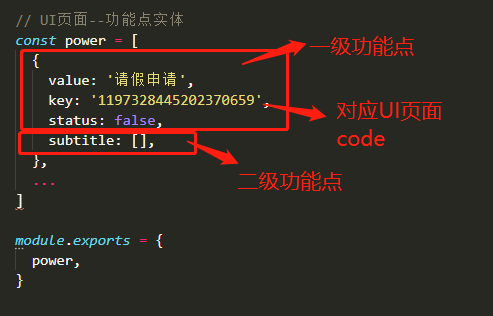 // UI页面--功能点实体
const power = [
一级功能点
{
value: '请假申请',
key: '1197328445202370659',
对应UI页面
status: false,
code
subtitle: [],
},
二级功能点
...
]
module.exports = {
power,
}